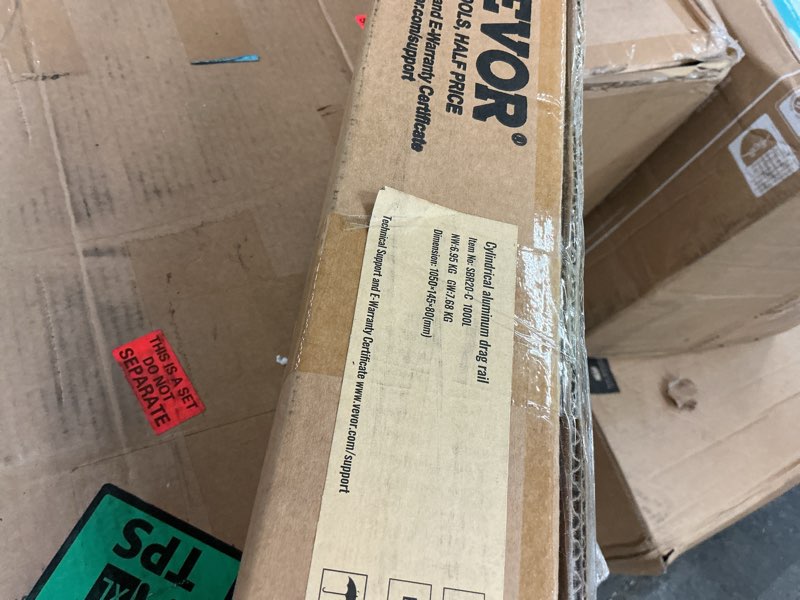 EVOR®
OOLS, HALF PRICE
and E-Warranty Certificate
.com/support
Cylindrical aluminum drag rail
Item No: SBR20-C 1000L
NW:6.95 KG GW:7.68 KG
Dimension: 1050×145×80(mm)
Technical Support and E-Warranty Certificate www.vevor.com/support
THIS IS A SET
DO NOT
SEPARATE
TPS
XL